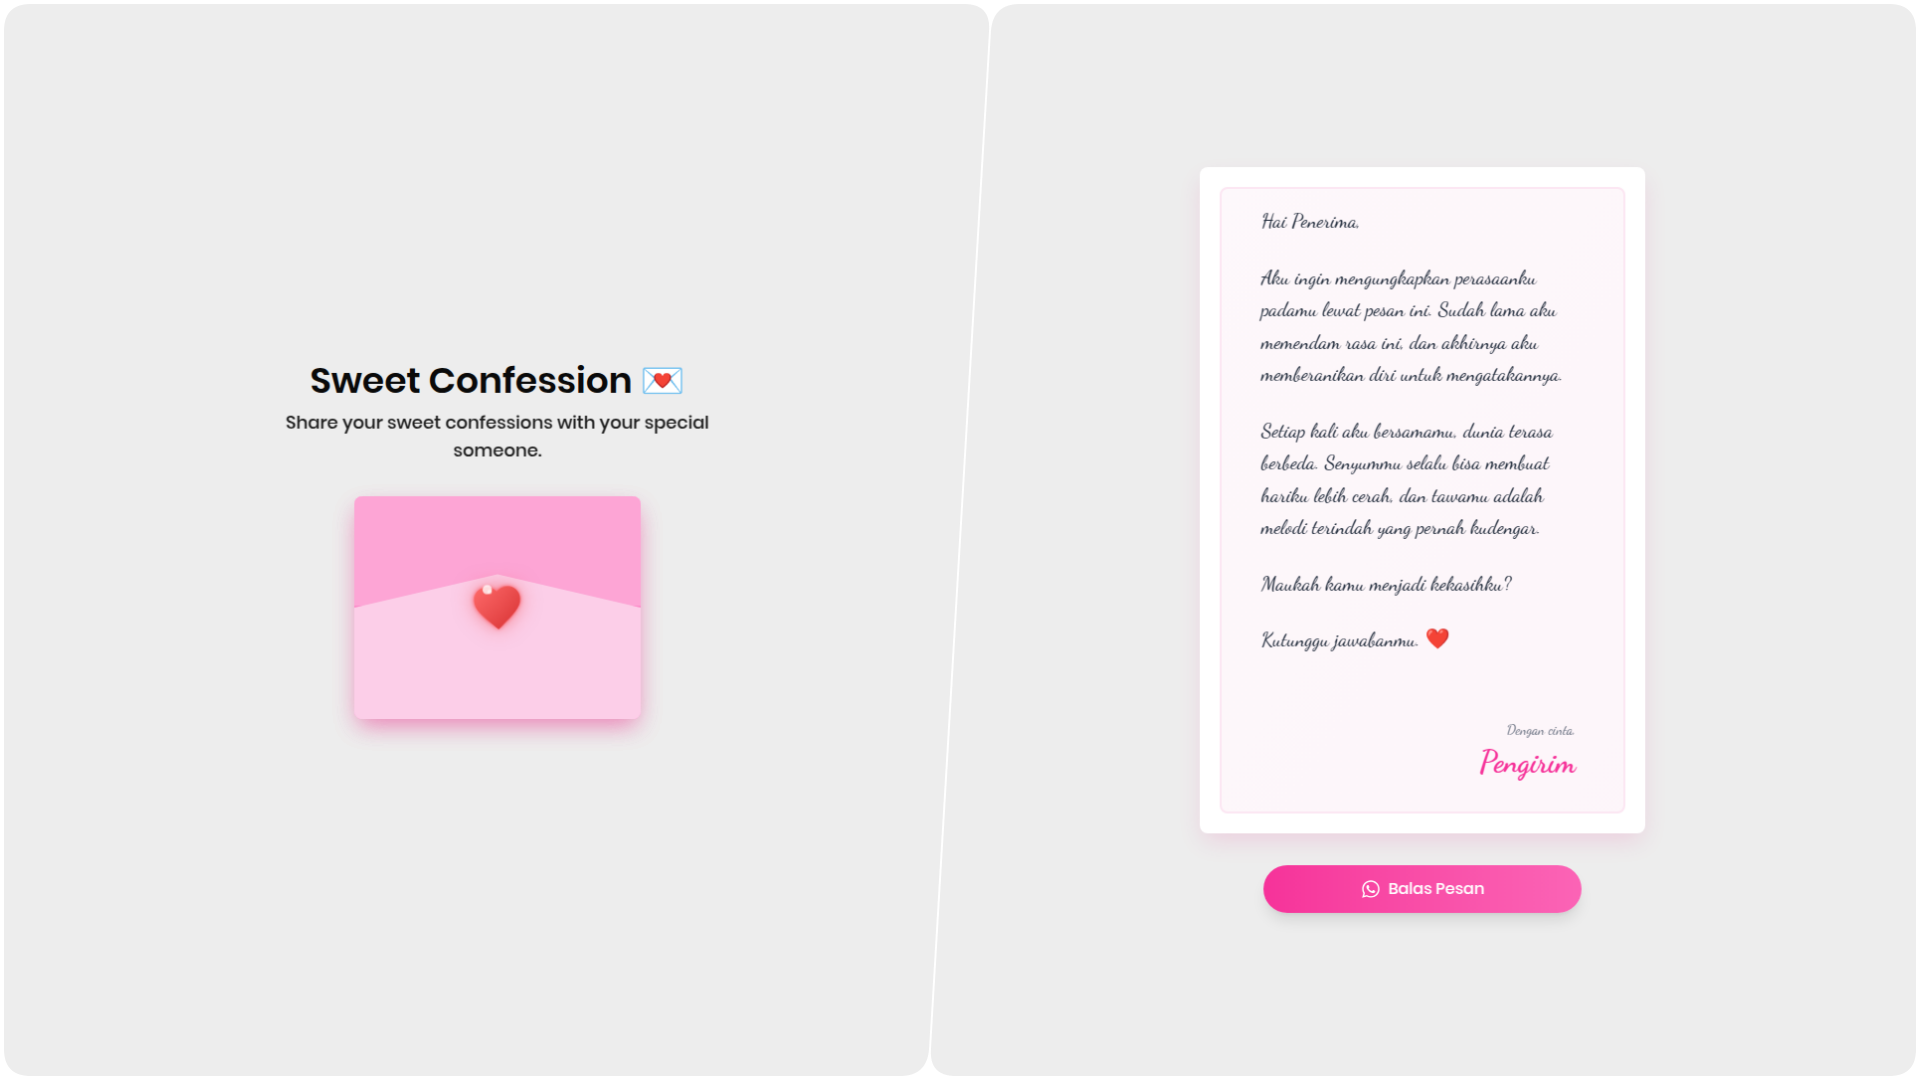 Sweet Confession 💌
Share your sweet confessions with your special
someone.
Hai Penerima,
Aku ingin mengungkapkan perasaanku
padamu lewat pesan ini. Sudah lama aku
memendam rasa ini, dan akhirnya aku
memberanikan diri untuk mengatakannya.
Setiap kali aku bersamamu, dunia terasa
berbeda. Senyummu selalu bisa membuat
hariku lebih cerah, dan tawamu adalah
melodi terindah yang pernah kudengar.
Maukah kamu menjadi kekasihku?
Kutunggu jawabanmu. ❤️
Dengan cinta,
Pengirim
Balas Pesan